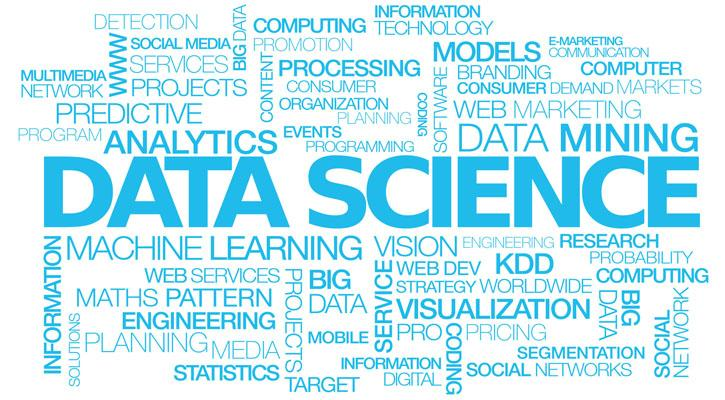 DETECTION
BIG DATA
INFORMATION
TECHNOLOGY
COMPUTING
WWW
SOCIAL MEDIA
PROMOTION
MODELS
E-MARKETING
COMMUNICATION
SERVICES
CONTENT
PROCESSING
BRANDING
COMPUTER
MULTIMEDIA
NETWORK
PROJECTS
CONSUMER
SOFTWARE
CONSUMER DEMAND MARKETS
PREDICTIVE
ORGANIZATION
CODING
WEB MARKETING
PLANNING
PROGRAM
ANALYTICS
EVENTS
PROGRAMMING
DATA MINING
DATA SCIENCE
INFORMATION
MACHINE LEARNING
VISION
ENGINEERING
RESEARCH
PROBABILITY
WEB SERVICES
PROJECTS
BIG
DATA
SERVICE
WEB DEV
KDD
COMPUTING
STRATEGY WORLDWIDE
MATHS PATTERN
VISUALIZATION
DATA
BIG
SOCIAL
NETWORK
ENGINEERING
SOLUTIONS
PLANNING
MEDIA
MOBILE
PRO
CODING
PRICING
SEGMENTATION
STATISTICS
INFORMATION
DIGITAL
SOCIAL NETWORKS
TARGET